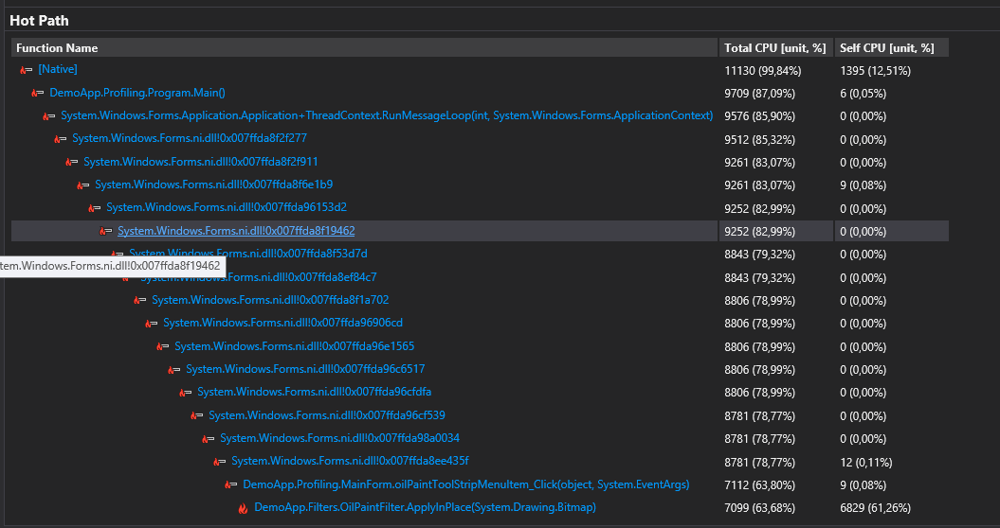 Hot Path
Function Name Total CPU [unit, %] Self CPU [unit, %]
[Native] 11130 (99,84%) 1395 (12,51%)
DemoApp.Profiling.Program.Main() 9709 (87,09%) 6 (0,05%)
System.Windows.Forms.Application.Application+ThreadContext.RunMessageLoop(int, System.Windows.Forms.ApplicationContext) 9576 (85,90%) 0 (0,00%)
System.Windows.Forms.ni.dll!0x007ffda8f2f277 9512 (85,32%) 0 (0,00%)
System.Windows.Forms.ni.dll!0x007ffda8f2f911 9261 (83,07%) 0 (0,00%)
System.Windows.Forms.ni.dll!0x007ffda8f6e1b9 9261 (83,07%) 9 (0,08%)
System.Windows.Forms.ni.dll!0x007ffda96153d2 9252 (82,99%) 0 (0,00%)
System.Windows.Forms.ni.dll!0x007ffda8f19462 9252 (82,99%) 0 (0,00%)
System.Windows.Forms.ni.dll!0x007ffda8f53d7d 8843 (79,32%) 0 (0,00%)
tem.Windows.Forms.ni.dll!0x007ffda8f19462
System.Windows.Forms.ni.dll!0x007ffda8ef84c7 8843 (79,32%) 0 (0,00%)
System.Windows.Forms.ni.dll!0x007ffda8f1a702 8806 (78,99%) 0 (0,00%)
System.Windows.Forms.ni.dll!0x007ffda96906cd 8806 (78,99%) 0 (0,00%)
System.Windows.Forms.ni.dll!0x007ffda96e1565 8806 (78,99%) 0 (0,00%)
System.Windows.Forms.ni.dll!0x007ffda96c6517 8806 (78,99%) 0 (0,00%)
System.Windows.Forms.ni.dll!0x007ffda96cfdfa 8806 (78,99%) 0 (0,00%)
System.Windows.Forms.ni.dll!0x007ffda96cf539 8781 (78,77%) 0 (0,00%)
System.Windows.Forms.ni.dll!0x007ffda98a0034 8781 (78,77%) 0 (0,00%)
System.Windows.Forms.ni.dll!0x007ffda8ee435f 8781 (78,77%) 12 (0,11%)
DemoApp.Profiling.MainForm.oilPaintToolStripMenuItem_Click(object, System.EventArgs) 7112 (63,80%) 9 (0,08%)
DemoApp.Filters.OilPaintFilter.ApplyInPlace(System.Drawing.Bitmap) 7099 (63,68%) 6829 (61,26%)